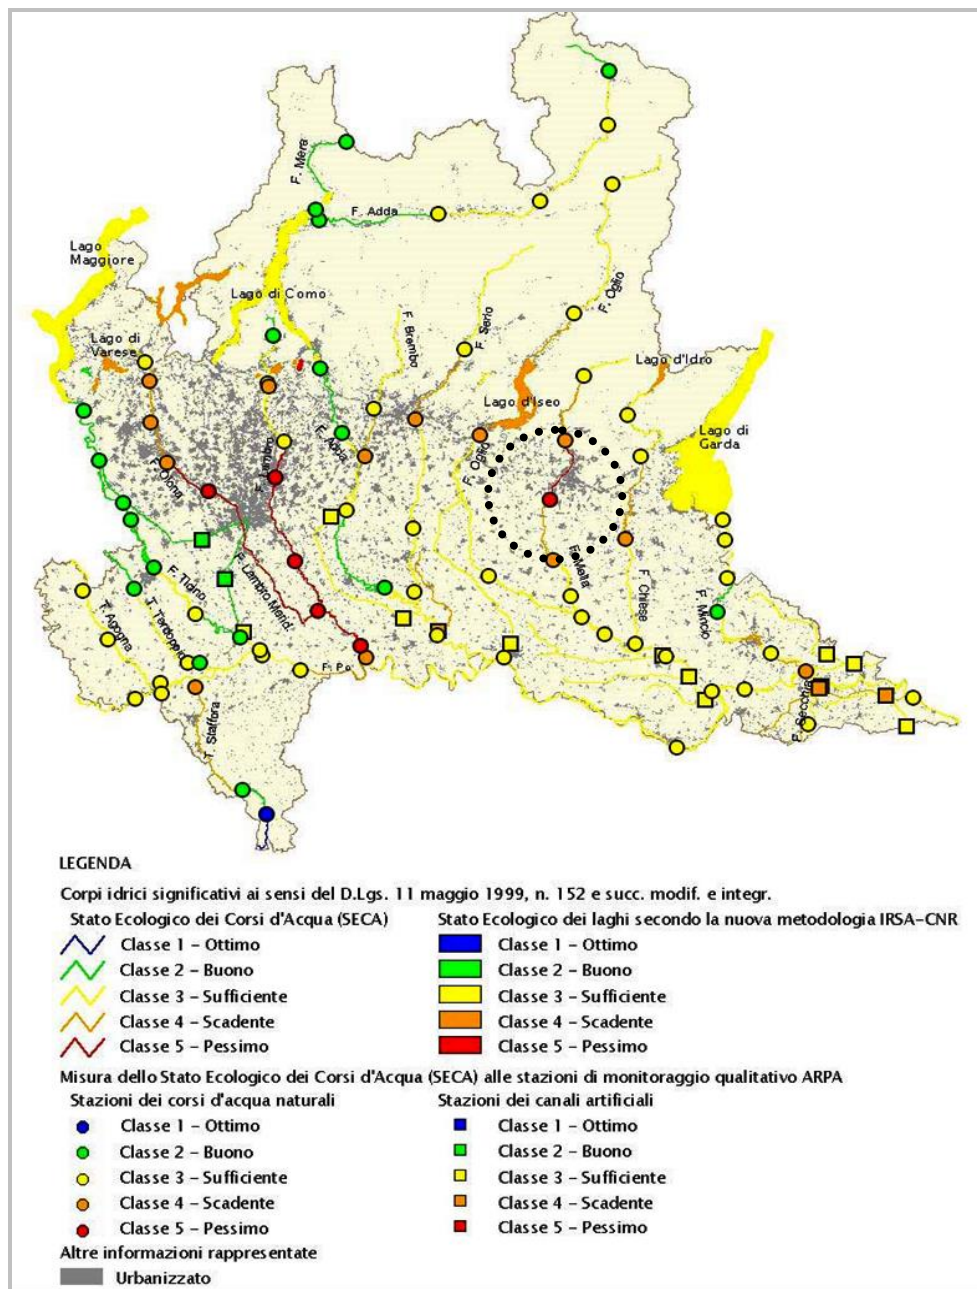 F. Mera
F. Adda
Lago
Maggiore
Lago di Como
F. Oglio
F. Serio
F. Brembo
Lago di
Varese
Lago d'Idro
Lago d'Iseo
Lago di
Garda
F. Adda
F. Oglio
F. Olona
F. Lambro
F. Mella
F. Chiese
F. Mincio
F. Lambro Merid.
F. Ticino
T. Terdoppio
T. Agogna
F. Po
F. Secchia
T. Staffora
LEGENDA
Corpi idrici significativi ai sensi del D.Lgs. 11 maggio 1999, n. 152 e succ. modif. e integr.
Stato Ecologico dei Corsi d'Acqua (SECA)
Classe 1 - Ottimo
Classe 2 - Buono
Classe 3 - Sufficiente
Classe 4 - Scadente
Classe 5 - Pessimo
Stato Ecologico dei laghi secondo la nuova metodologia IRSA-CNR
Classe 1 - Ottimo
Classe 2 - Buono
Classe 3 - Sufficiente
Classe 4 - Scadente
Classe 5 - Pessimo
Misura dello Stato Ecologico dei Corsi d'Acqua (SECA) alle stazioni di monitoraggio qualitativo ARPA
Stazioni dei corsi d'acqua naturali
Classe 1 - Ottimo
Classe 2 - Buono
Classe 3 - Sufficiente
Classe 4 - Scadente
Classe 5 - Pessimo
Stazioni dei canali artificiali
Classe 1 - Ottimo
Classe 2 - Buono
Classe 3 - Sufficiente
Classe 4 - Scadente
Classe 5 - Pessimo
Altre informazioni rappresentate
Urbanizzato